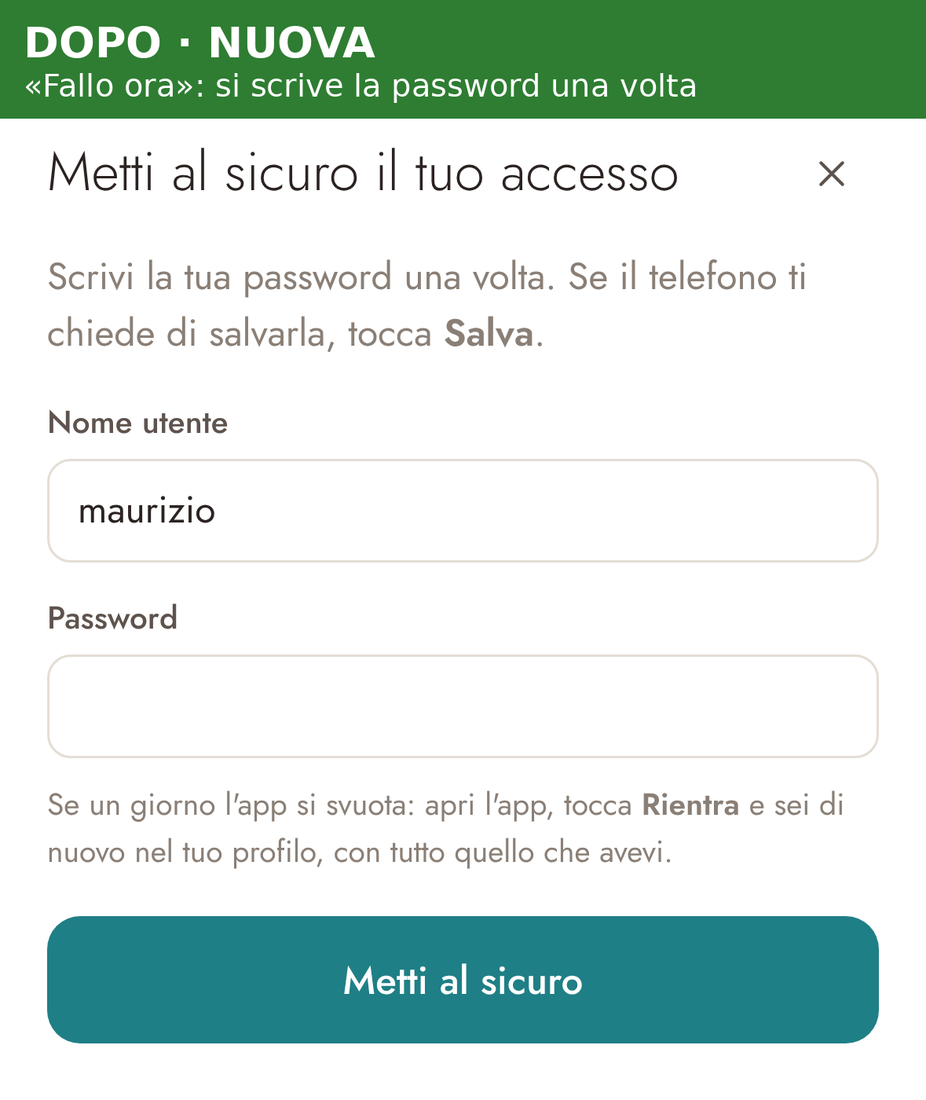 DOPO · NUOVA
«Fallo ora»: si scrive la password una volta
Metti al sicuro il tuo accesso
Scrivi la tua password una volta. Se il telefono ti
chiede di salvarla, tocca Salva.
Nome utente
maurizio
Password
Se un giorno l'app si svuota: apri l'app, tocca Rientra e sei di
nuovo nel tuo profilo, con tutto quello che avevi.
Metti al sicuro